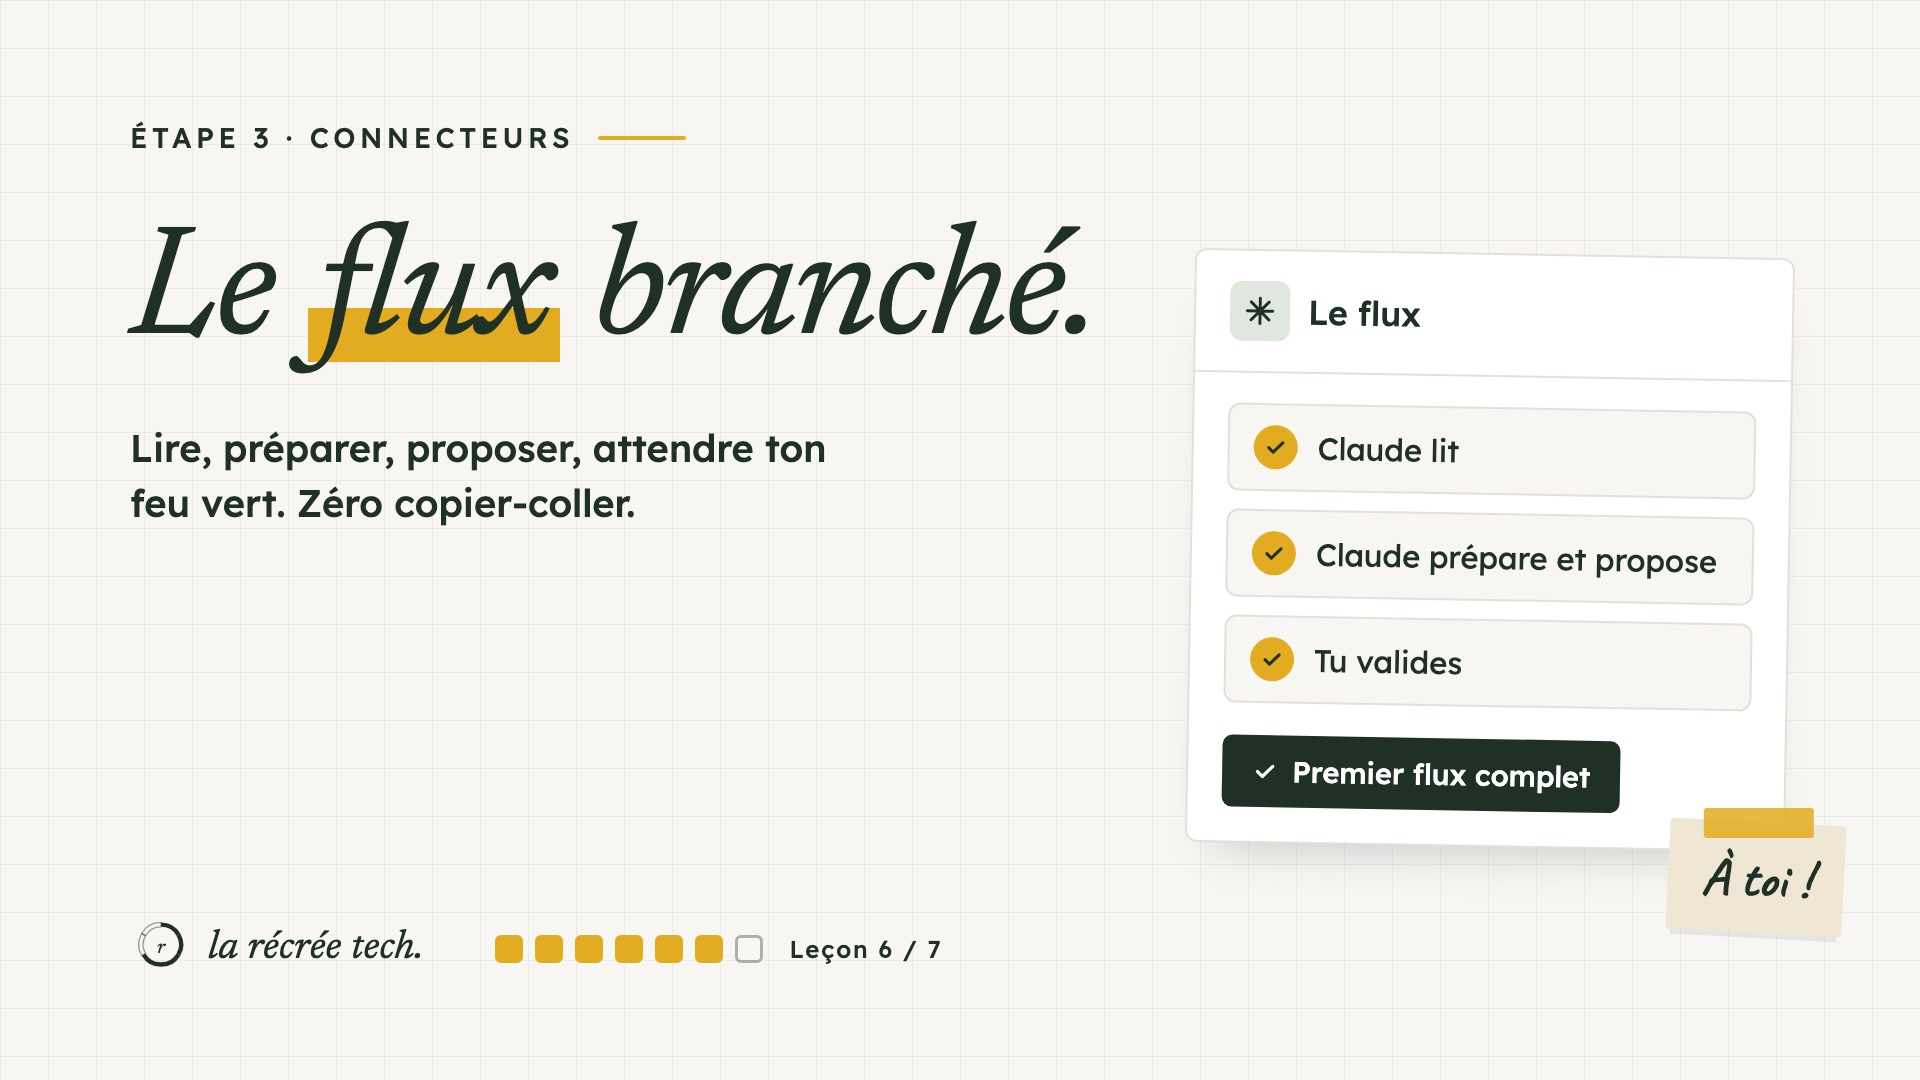 ÉTAPE 3 · CONNECTEURS
Le flux branché.
Lire, préparer, proposer, attendre ton
feu vert. Zéro copier-coller.
Le flux
Claude lit
Claude prépare et propose
Tu valides
Premier flux complet
À toi !
r
la récrée tech.
Leçon 6 / 7